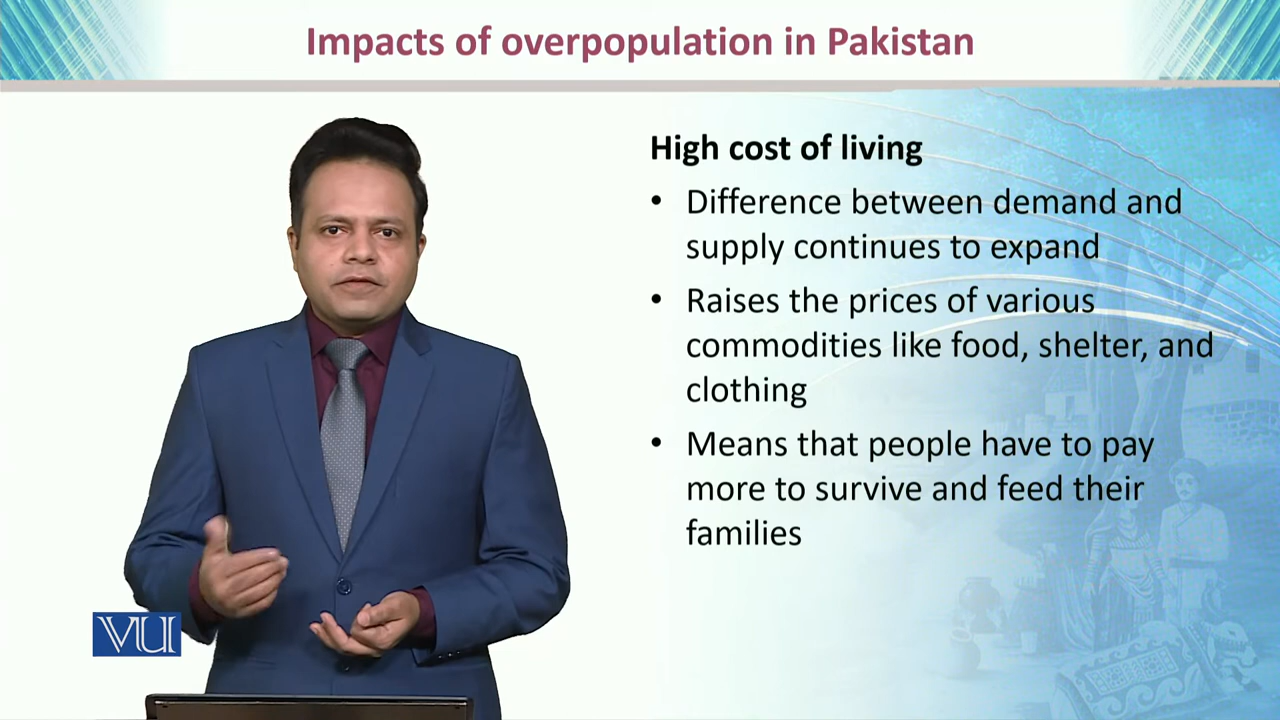 Impacts of overpopulation in Pakistan
High cost of living
• Difference between demand and
supply continues to expand
• Raises the prices of various
commodities like food, shelter, and
clothing
• Means that people have to pay
more to survive and feed their
families
VU